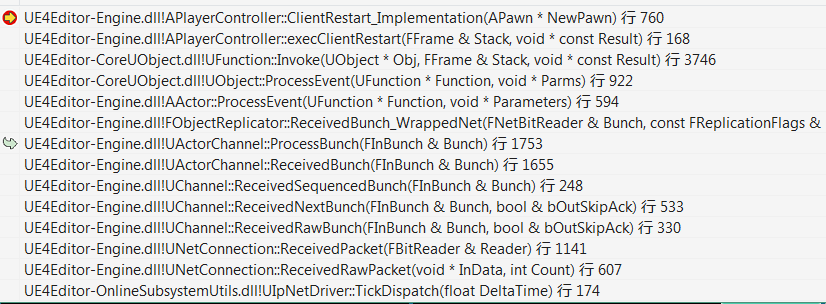 UE4Editor-Engine.dll!APlayerController::ClientRestart_Implementation(APawn * NewPawn) 行 760
UE4Editor-Engine.dll!APlayerController::execClientRestart(FFrame & Stack, void * const Result) 行 168
UE4Editor-CoreUObject.dll!UFunction::Invoke(UObject * Obj, FFrame & Stack, void * const Result) 行 3746
UE4Editor-CoreUObject.dll!UObject::ProcessEvent(UFunction * Function, void * Parms) 行 922
UE4Editor-Engine.dll!AActor::ProcessEvent(UFunction * Function, void * Parameters) 行 594
UE4Editor-Engine.dll!FObjectReplicator::ReceivedBunch_WrappedNet(FNetBitReader & Bunch, const FReplicationFlags &
UE4Editor-Engine.dll!UActorChannel::ProcessBunch(FInBunch & Bunch) 行 1753
UE4Editor-Engine.dll!UActorChannel::ReceivedBunch(FInBunch & Bunch) 行 1655
UE4Editor-Engine.dll!UChannel::ReceivedSequencedBunch(FInBunch & Bunch) 行 248
UE4Editor-Engine.dll!UChannel::ReceivedNextBunch(FInBunch & Bunch, bool & bOutSkipAck) 行 533
UE4Editor-Engine.dll!UChannel::ReceivedRawBunch(FInBunch & Bunch, bool & bOutSkipAck) 行 330
UE4Editor-Engine.dll!UNetConnection::ReceivedPacket(FBitReader & Reader) 行 1141
UE4Editor-Engine.dll!UNetConnection::ReceivedRawPacket(void * InData, int Count) 行 607
UE4Editor-OnlineSubsystemUtils.dll!UIpNetDriver::TickDispatch(float DeltaTime) 行 174